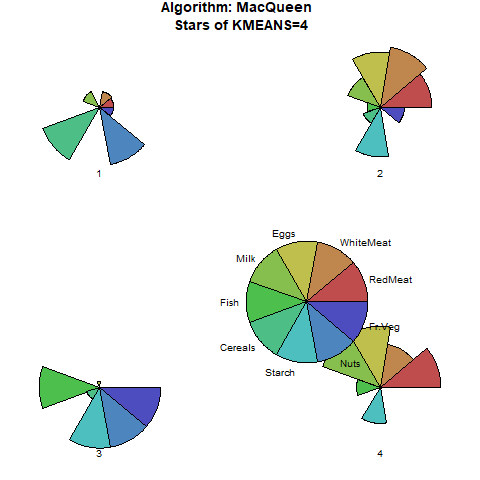 Algorithm: MacQueen
Stars of KMEANS=4
1
2
Eggs
WhiteMeat
Milk
RedMeat
Fish
Fr.Veg
Cereals
Nuts
Starch
3
4